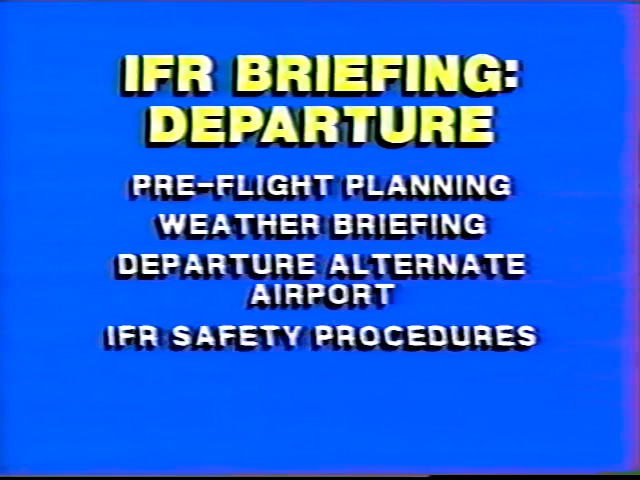 IFR BRIEFING:
DEPARTURE
PRE-FLIGHT PLANNING
WEATHER BRIEFING
DEPARTURE ALTERNATE
AIRPORT
IFR SAFETY PROCEDURES